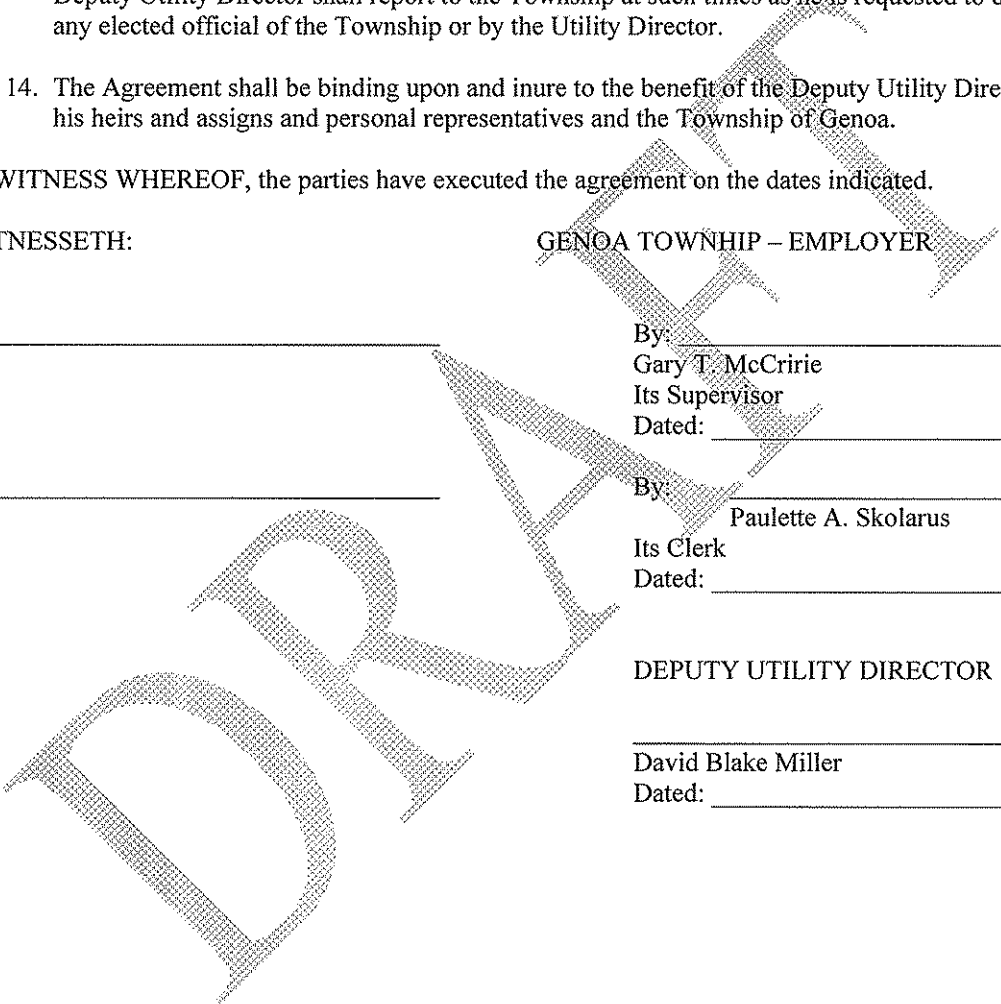 Deputy Utility Director shall report to the Township at such times as he is requested to
any elected official of the Township or by the Utility Director.
14. The Agreement shall be binding upon and inure to the benefit of the Deputy Utility Dire
his heirs and assigns and personal representatives and the Township of Genoa.
WITNESS WHEREOF, the parties have executed the agreement on the dates indicated.
TNESSETH:
GENOA TOWNHIP – EMPLOYER
By:
Gary T. McCririe
Its Supervisor
Dated:
By:
Paulette A. Skolarus
Its Clerk
Dated:
DEPUTY UTILITY DIRECTOR
David Blake Miller
Dated:
DRAFT